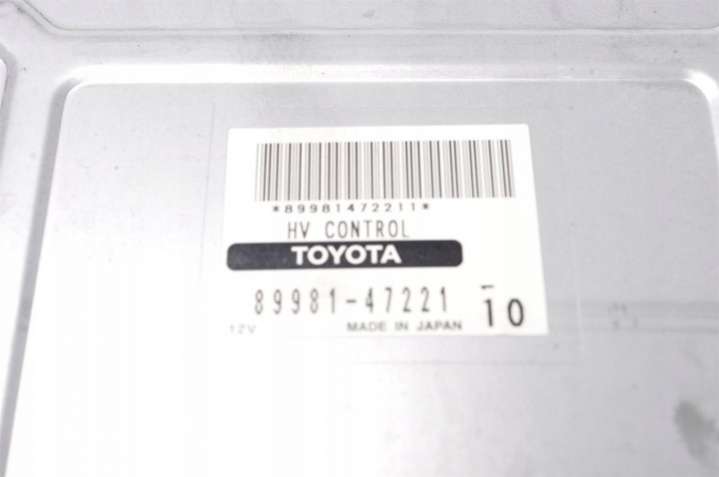 *89981472211*
HV CONTROL
TOYOTA
89981-47221 10
12V MADE IN JAPAN